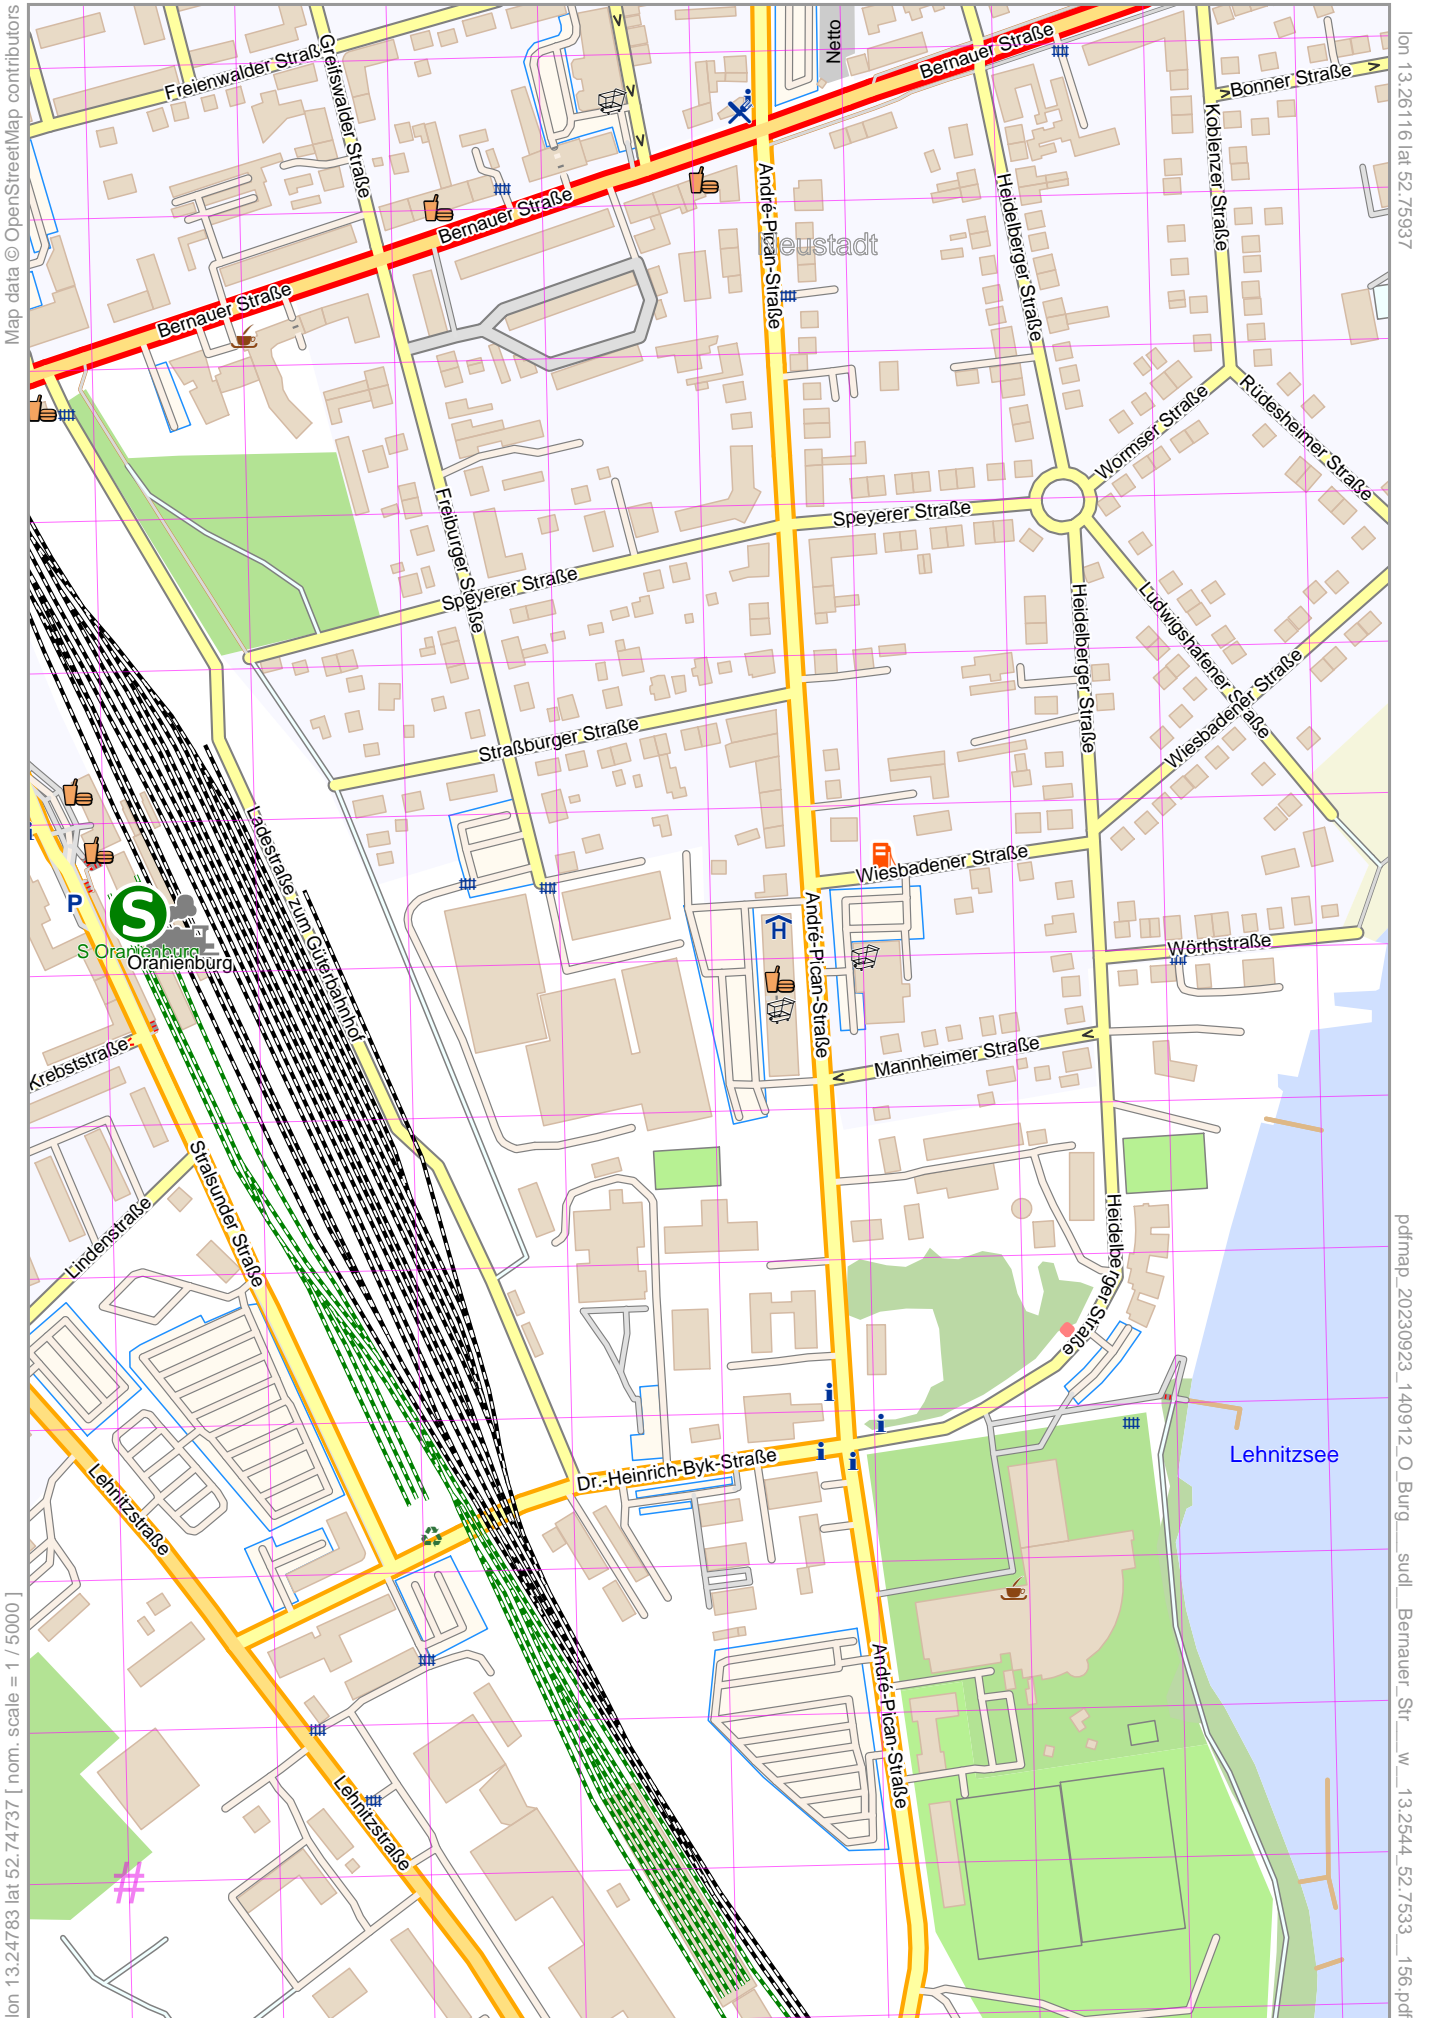 Map data © OpenStreetMap contributors
lon 13.24783 lat 52.74737 [ nom. scale = 1 / 5000 ]
lon 13.26116 lat 52.75937
pdfmap_20230923_140912_O_Burg___sudl__Bernauer_Str___w__13.2544_52.7533__156.pdf
Netto
Bernauer Straße
Freienwalder Straße
Greifswalder Straße
Bonner Straße
Koblenzer Straße
André-Pican-Straße
Heidelberger Straße
Bernauer Straße
Neustadt
Bernauer Straße
Wormser Straße
Rüdesheimer Straße
Freiburger Straße
Speyerer Straße
Speyerer Straße
Heidelberger Straße
Ludwigshafener Straße
Wiesbadener Straße
Straßburger Straße
Ladestraße zum Güterbahnhof
Wiesbadener Straße
P
S
H
André-Pican-Straße
S Oranienburg
Oranienburg
Wörthstraße
Krebststraße
Mannheimer Straße
Stralsunder Straße
Lindenstraße
Heidelberger Straße
i
i
i
i
Lehnitzsee
Dr.-Heinrich-Byk-Straße
Lehnitzstraße
André-Pican-Straße
Lehnitzstraße
#